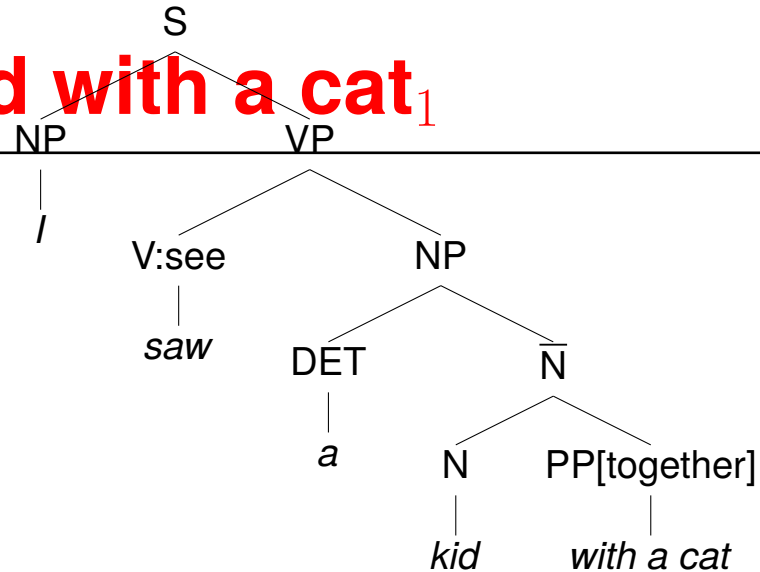 S
d with a cat₁
NP VP
I
V:see NP
saw
DET N̅
a
N PP[together]
kid with a cat